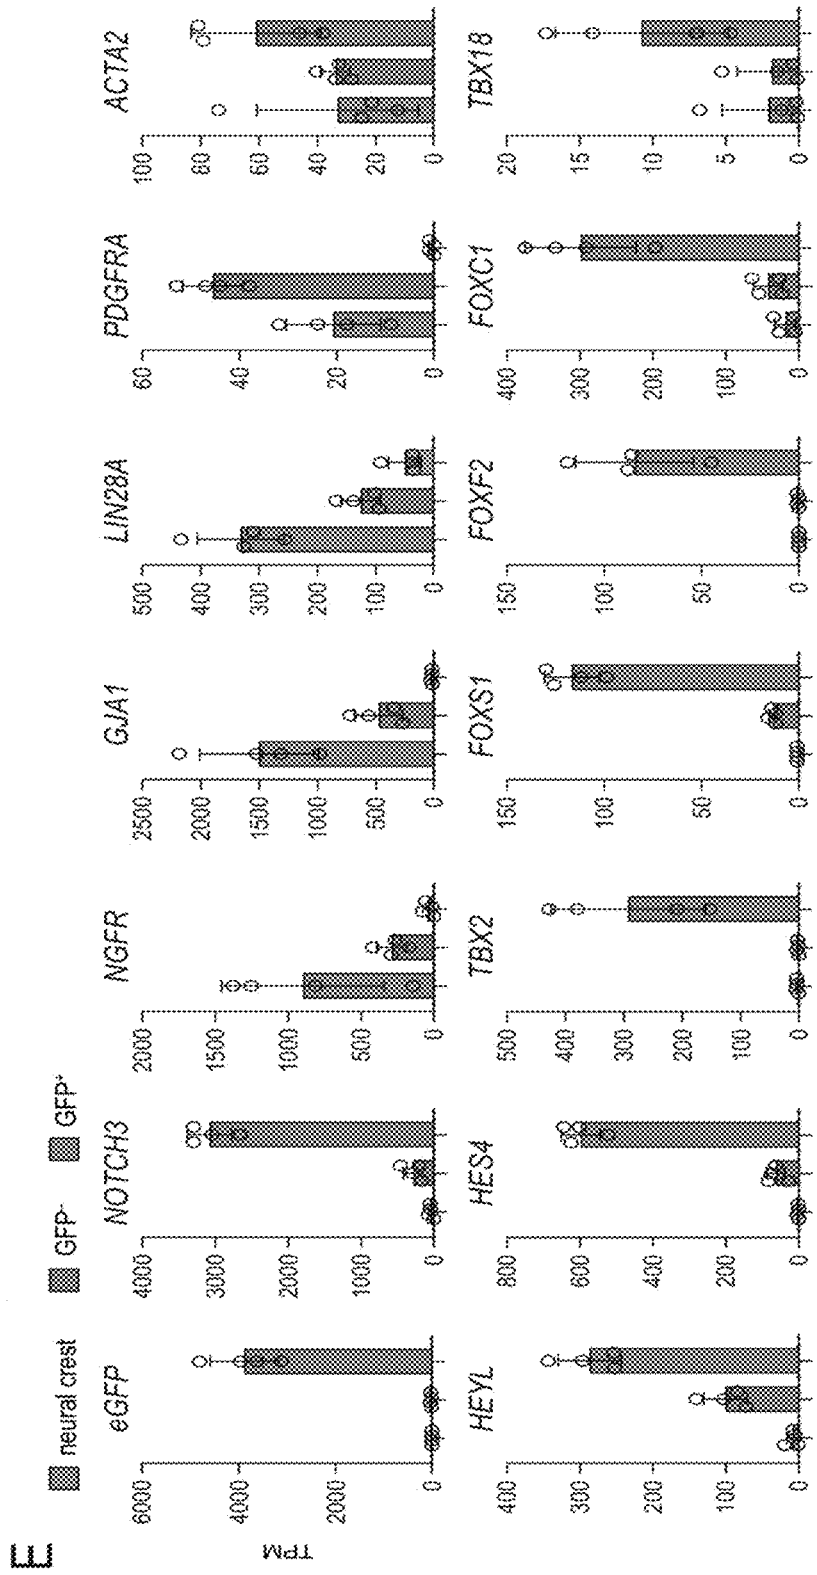 E
neural crest GFP- GFP+
eGFP NOTCH3 NGFR GJA1 LIN28A PDGFRA ACTA2
TPM
6000 4000 2000 0
4000 3000 2000 1000 0
2000 1500 1000 500 0
2500 2000 1500 1000 500 0
500 400 300 200 100 0
60 40 20 0
100 80 60 40 20 0
HEYL HES4 TBX2 FOXS1 FOXF2 FOXC1 TBX18
400 300 200 100 0
800 600 400 200 0
500 400 300 200 100 0
150 100 50 0
150 100 50 0
400 300 200 100 0
20 15 10 5 0